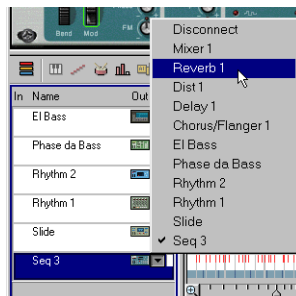 Bend Mod FM
Disconnect
Mixer 1
Reverb 1
Dist 1
Delay 1
Chorus/Flanger 1
El Bass
Phase da Bass
Rhythm 2
Rhythm 1
Slide
Seq 3
In Name Out
El Bass
Phase da Bass
Rhythm 2
Rhythm 1
Slide
Seq 3